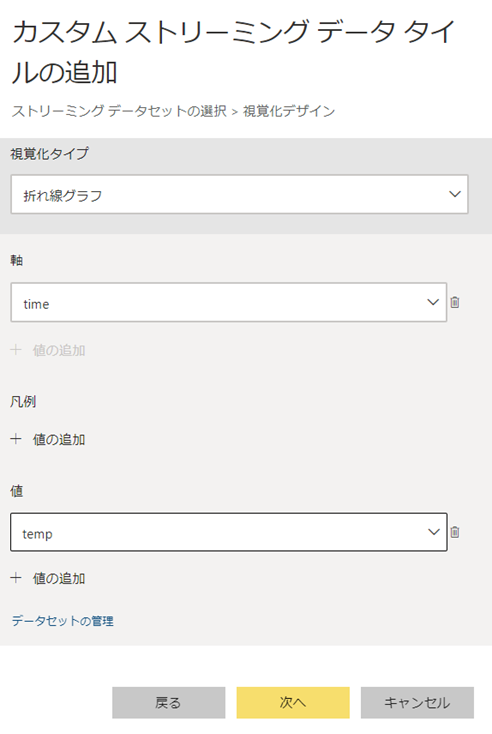 カスタム ストリーミング データ タイ
ルの追加
ストリーミング データセットの選択 > 視覚化デザイン
視覚化タイプ
折れ線グラフ
軸
time
+ 値の追加
凡例
+ 値の追加
値
temp
+ 値の追加
データセットの管理
戻る 次へ キャンセル